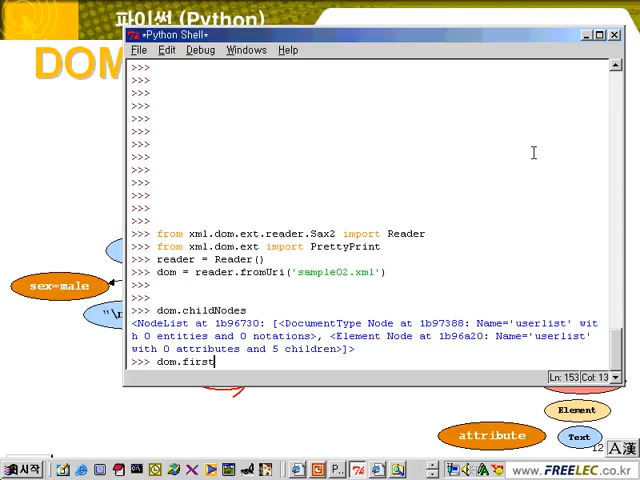 파이썬 (Python)
DOM
*Python Shell*
File Edit Debug Windows Help
>>>
>>>
>>>
>>>
>>>
>>>
>>>
>>>
>>>
>>>
>>>
>>>
>>>
>>> from xml.dom.ext.reader.Sax2 import Reader
>>> from xml.dom.ext import PrettyPrint
>>> reader = Reader()
>>> dom = reader.fromUri('sample02.xml')
>>>
>>>
>>> dom.childNodes
<NodeList at 1b96730: [<DocumentType Node at 1b97388: Name='userlist' wit
h 0 entities and 0 notations>, <Element Node at 1b96a20: Name='userlist'
with 0 attributes and 5 children>]>
>>> dom.first
Ln: 153 Col: 13
sex=male
"\n
Element
attribute
Text
12
A漢
시작
P..
www.FREELEC.co.kr